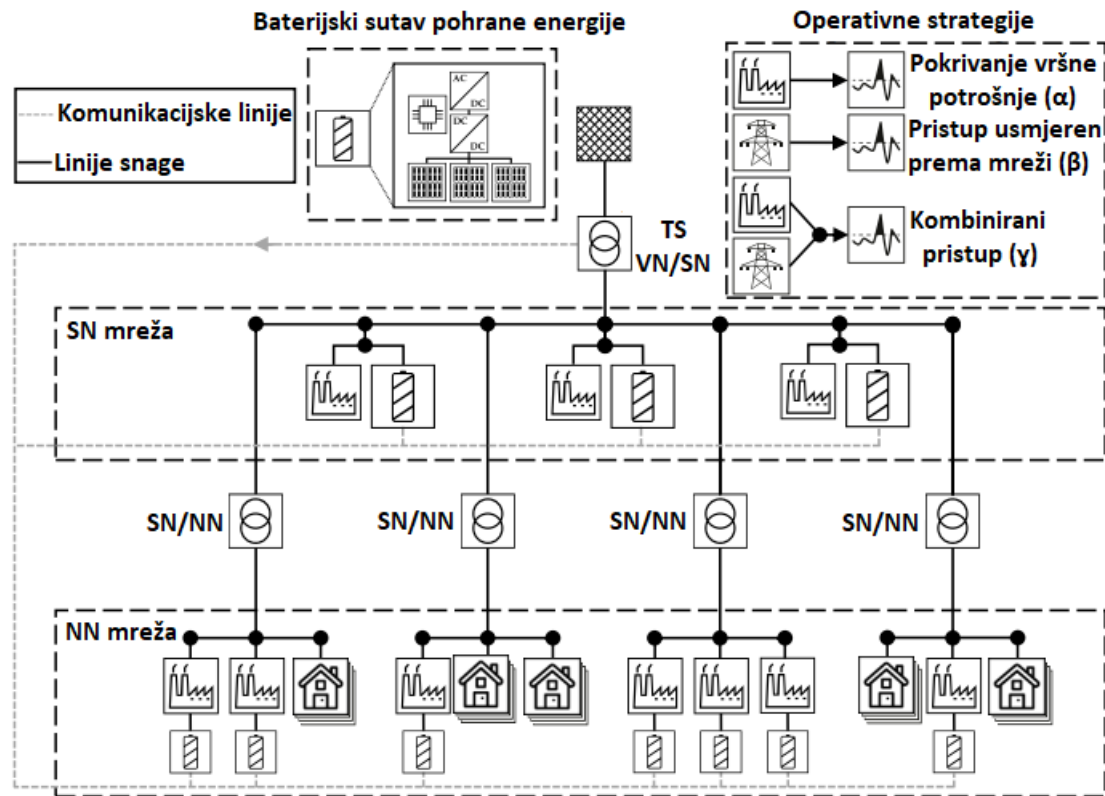 Baterijski sutav pohrane energije
Operativne strategije
Komunikacijske linije
Linije snage
AC
DC
DC
DC
Pokrivanje vršne
potrošnje (α)
Pristup usmjeren
prema mreži (β)
Kombinirani
pristup (γ)
TS
VN/SN
SN mreža
SN/NN
SN/NN
SN/NN
SN/NN
NN mreža